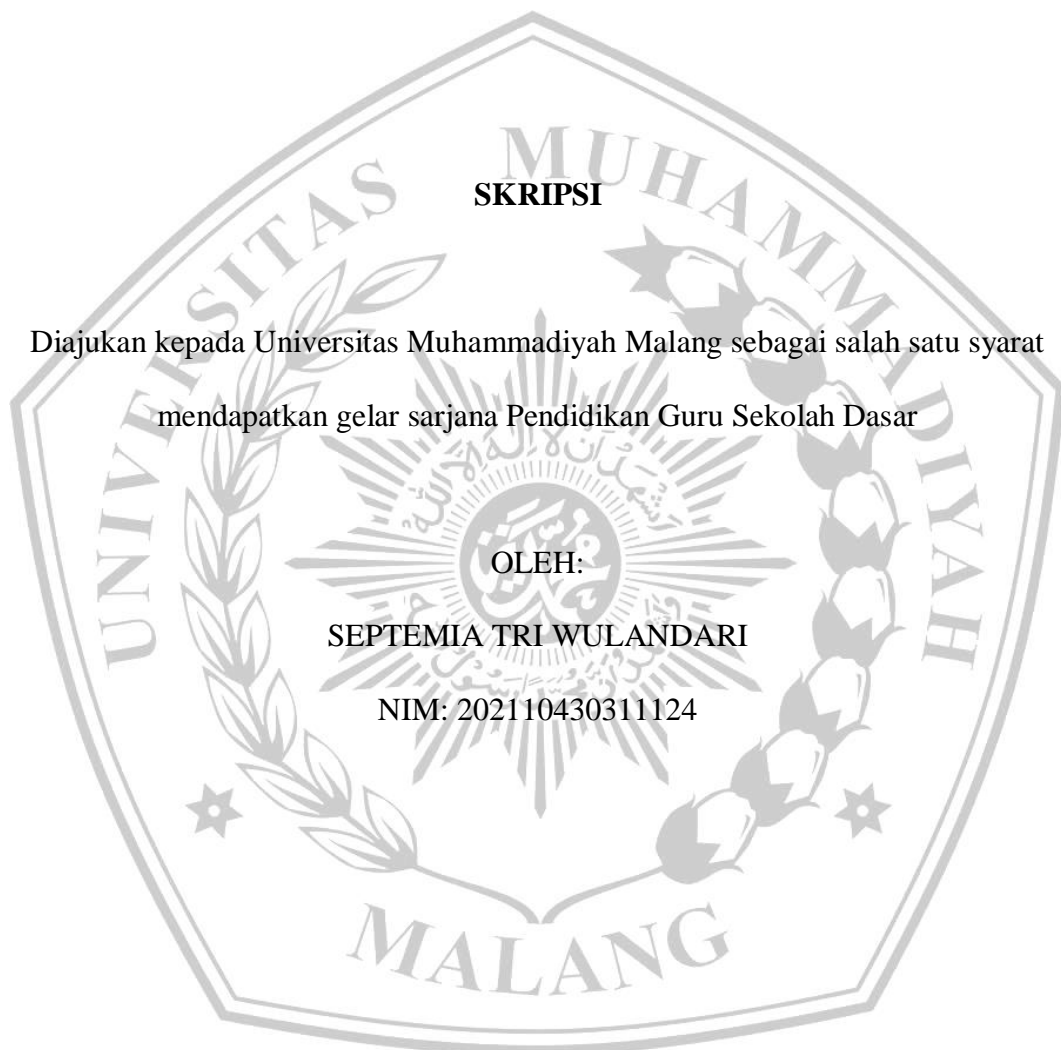 UNIVERSITAS MUHAMMADIYAH
SKRIPSI
Diajukan kepada Universitas Muhammadiyah Malang sebagai salah satu syarat
mendapatkan gelar sarjana Pendidikan Guru Sekolah Dasar
OLEH:
SEPTEMIA TRI WULANDARI
NIM: 202110430311124
MALANG